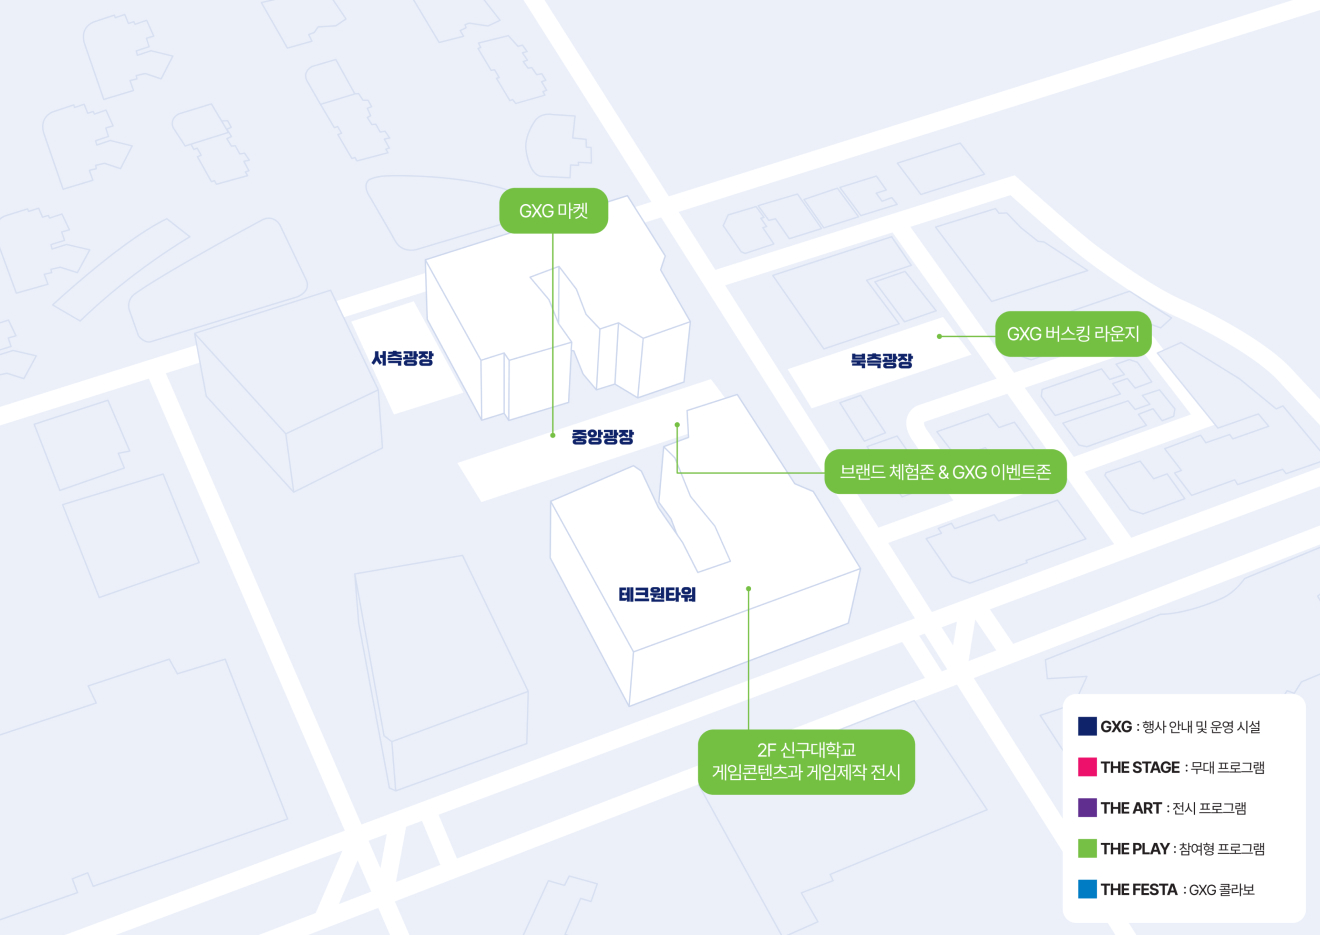 GXG 마켓
GXG 버스킹 라운지
서측광장
북측광장
중앙광장
브랜드 체험존 & GXG 이벤트존
테크원타워
2F 신구대학교
게임콘텐츠과 게임제작 전시
GXG : 행사 안내 및 운영 시설
THE STAGE : 무대 프로그램
THE ART : 전시 프로그램
THE PLAY : 참여형 프로그램
THE FESTA : GXG 콜라보